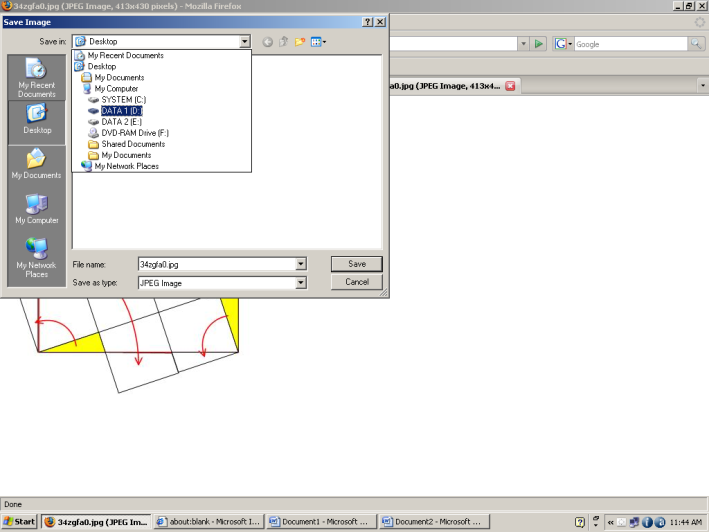 34zgfa0.jpg (JPEG Image, 413x430 pixels) - Mozilla Firefox
Save Image
Save in:
Desktop
My Recent Documents
Desktop
My Documents
My Computer
SYSTEM (C:)
DATA 1 (D:)
DATA 2 (E:)
DVD-RAM Drive (F:)
Shared Documents
My Documents
My Network Places
My Recent
Documents
Desktop
My Documents
My Computer
My Network
Places
File name:
34zgfa0.jpg
Save
Save as type:
JPEG Image
Cancel
G
Google
a0.jpg (JPEG Image, 413x4...
Done
Start
34zgfa0.jpg (JPEG Im...
about:blank - Microsoft I...
Document1 - Microsoft ...
Document2 - Microsoft ...
11:44 AM